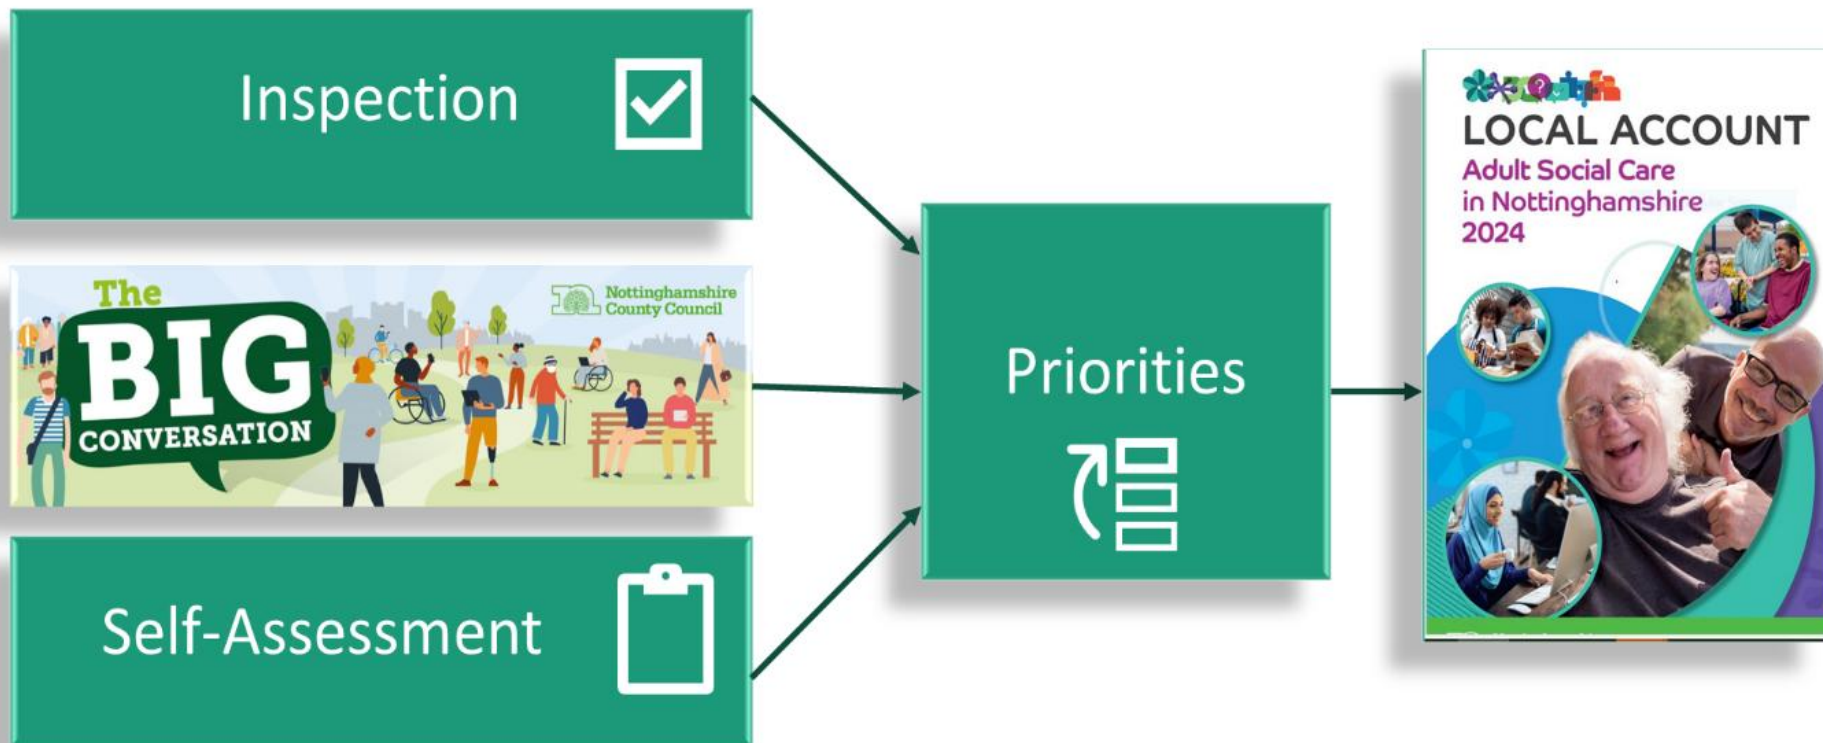 Inspection
The
BIG
CONVERSATION
Nottinghamshire
County Council
Self-Assessment
Priorities
LOCAL ACCOUNT
Adult Social Care
in Nottinghamshire
2024